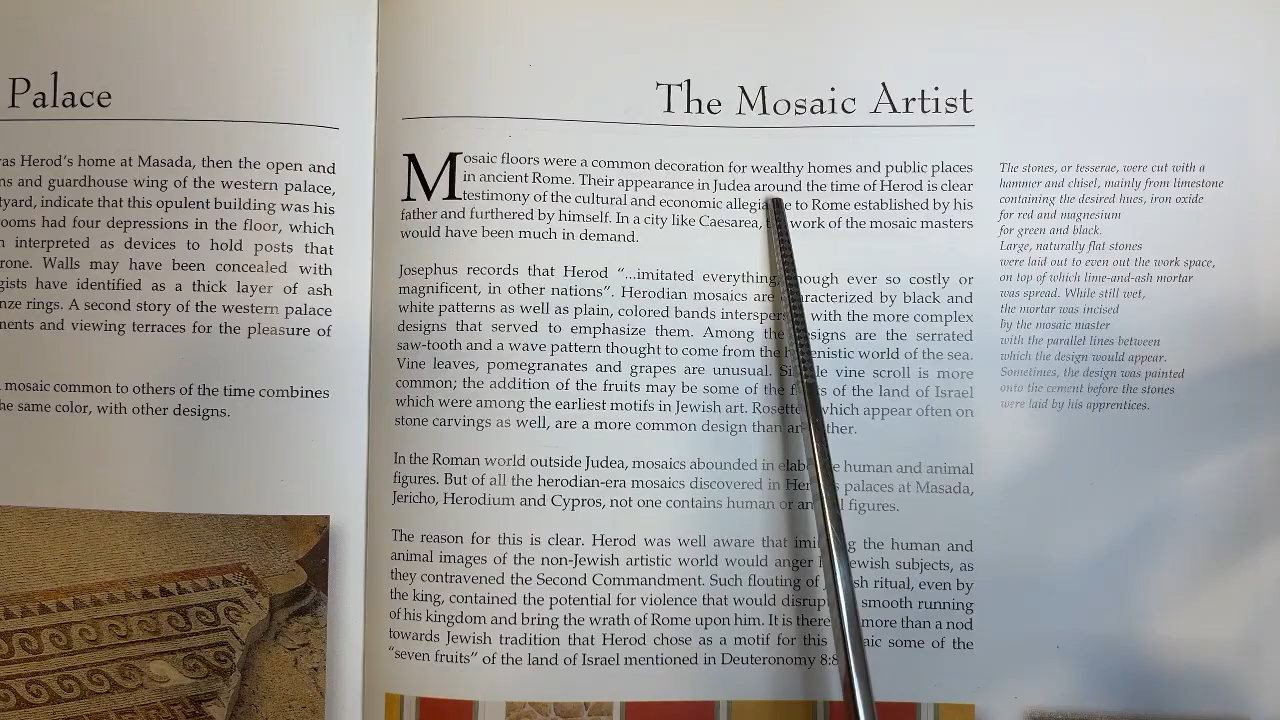 Palace
as Herod's home at Masada, then the open and
ns and guardhouse wing of the western palace,
tyard, indicate that this opulent building was his
ooms had four depressions in the floor, which
n interpreted as devices to hold posts that
rone. Walls may have been concealed with
gists have identified as a thick layer of ash
nze rings. A second story of the western palace
ments and viewing terraces for the pleasure of
mosaic common to others of the time combines
he same color, with other designs.
The Mosaic Artist
Mosaic floors were a common decoration for wealthy homes and public places
in ancient Rome. Their appearance in Judea around the time of Herod is clear
testimony of the cultural and economic to Rome established by his
father and furthered by himself. In a city like Caesarea, work of the mosaic masters
would have been much in demand.
Josephus records that Herod "...imitated everything, though ever so costly or
magnificent, in other nations". Herodian mosaics are characterized by black and
white patterns as well as plain, colored bands with the more complex
designs that served to emphasize them. Among the designs are the serrated
saw-tooth and a wave pattern thought to come from the world of the sea.
Vine leaves, pomegranates and grapes are unusual. vine scroll is more
common; the addition of the fruits may be some of the of the land of Israel
which were among the earliest motifs in Jewish art. which appear often on
stone carvings as well, are a more common design than
In the Roman world outside Judea, mosaics abounded in human and animal
figures. But of all the herodian-era mosaics discovered in palaces at Masada,
Jericho, Herodium and Cypros, not one contains human or figures.
The reason for this is clear. Herod was well aware that the human and
animal images of the non-Jewish artistic world would anger Jewish subjects, as
they contravened the Second Commandment. Such flouting of ritual, even by
the king, contained the potential for violence that would smooth running
of his kingdom and bring the wrath of Rome upon him. It is more than a nod
towards Jewish tradition that Herod chose as a motif for this some of the
"seven fruits" of the land of Israel mentioned in Deuteronomy 8:8
The stones, or tesserae, were cut with a
hammer and chisel, mainly from limestone
containing the desired hues, iron oxide
for red and magnesium
for green and black.
Large, naturally flat stones
were laid out to even out the work space,
on top of which lime-and-ash mortar
was spread. While still wet,
the mortar was incised
by the mosaic master
with the parallel lines between
which the design would appear.
Sometimes, the design was painted
onto the cement before the stones
were laid by his apprentices.